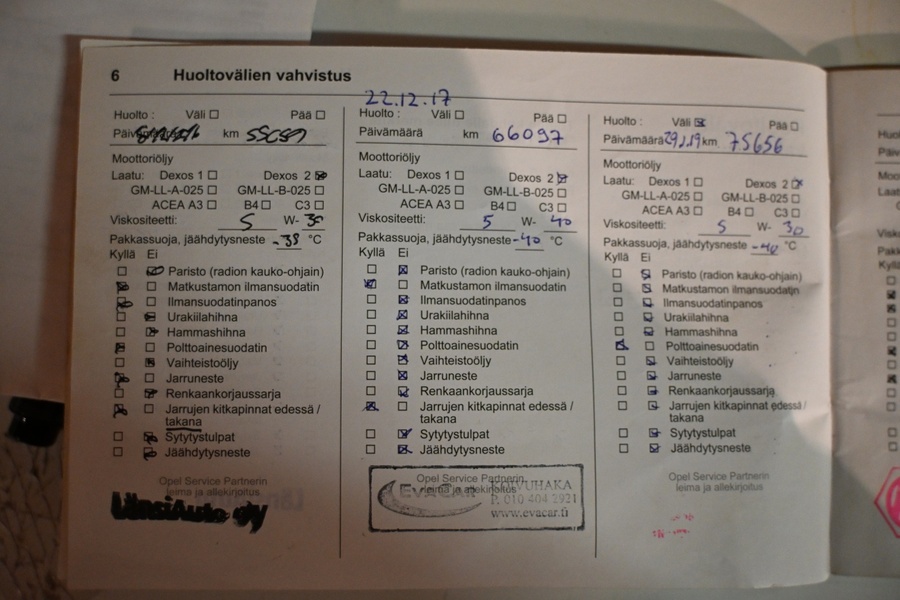 6 Huoltovälien vahvistus
Huolto : Väli Pää
km
Moottoriöljy
Laatu: Dexos 1 Dexos 2
GM-LL-A-025 GM-LL-B-025
ACEA A3 B4 C3
Viskositeetti: 5 W- 30
Pakkassuoja, jäähdytysneste -38 °C
Kyllä Ei
Paristo (radion kauko-ohjain)
Matkustamon ilmansuodatin
Ilmansuodatinpanos
Urakiilahihna
Hammashihna
Polttoainesuodatin
Vaihteistoöljy
Jarruneste
Renkaankorjaussarja
Jarrujen kitkapinnat edessä /
takana
Sytytystulpat
Jäähdytysneste
Opel Service Partnerin
leima ja allekirjoitus
LänsiAuto oy
22.12.17
Huolto : Väli Pää
Päivämäärä km 66097
Moottoriöljy
Laatu: Dexos 1 Dexos 2
GM-LL-A-025 GM-LL-B-025
ACEA A3 B4 C3
Viskositeetti: 5 W- 40
Pakkassuoja, jäähdytysneste -40 °C
Kyllä Ei
Paristo (radion kauko-ohjain)
Matkustamon ilmansuodatin
Ilmansuodatinpanos
Urakiilahihna
Hammashihna
Polttoainesuodatin
Vaihteistoöljy
Jarruneste
Renkaankorjaussarja
Jarrujen kitkapinnat edessä /
takana
Sytytystulpat
Jäähdytysneste
Opel Service Partnerin
leima ja allekirjoitus
EvaCar KOIVUHAKA
P. 010 404 2921
www.evacar.fi
Huolto : Väli Pää
Päivämäärä 29.1.19 km 75656
Moottoriöljy
Laatu: Dexos 1 Dexos 2
GM-LL-A-025 GM-LL-B-025
ACEA A3 B4 C3
Viskositeetti: 5 W- 30
Pakkassuoja, jäähdytysneste -40 °C
Kyllä Ei
Paristo (radion kauko-ohjain)
Matkustamon ilmansuodatin
Ilmansuodatinpanos
Urakiilahihna
Hammashihna
Polttoainesuodatin
Vaihteistoöljy
Jarruneste
Renkaankorjaussarja
Jarrujen kitkapinnat edessä /
takana
Sytytystulpat
Jäähdytysneste
Opel Service Partnerin
leima ja allekirjoitus